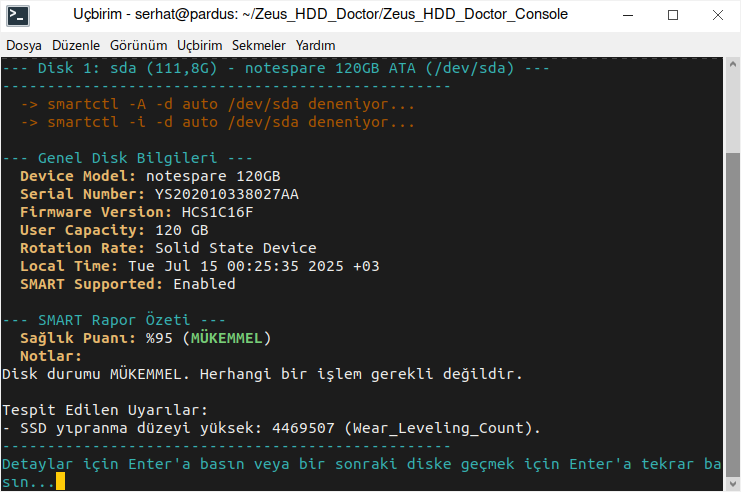 Uçbirim - serhat@pardus: ~/Zeus_HDD_Doctor/Zeus_HDD_Doctor_Console
Dosya Düzenle Görünüm Uçbirim Sekmeler Yardım
--- Disk 1: sda (111,8G) - notespare 120GB ATA (/dev/sda) ---
--------------------------------------------------
-> smartctl -A -d auto /dev/sda deneniyor...
-> smartctl -i -d auto /dev/sda deneniyor...
--- Genel Disk Bilgileri ---
Device Model: notespare 120GB
Serial Number: YS202010338027AA
Firmware Version: HCS1C16F
User Capacity: 120 GB
Rotation Rate: Solid State Device
Local Time: Tue Jul 15 00:25:35 2025 +03
SMART Supported: Enabled
--- SMART Rapor Özeti ---
Sağlık Puanı: %95 (MÜKEMMEL)
Notlar:
Disk durumu MÜKEMMEL. Herhangi bir işlem gerekli değildir.
Tespit Edilen Uyarılar:
- SSD yıpranma düzeyi yüksek: 4469507 (Wear_Leveling_Count).
--------------------------------------------------
Detaylar için Enter'a basın veya bir sonraki diske geçmek için Enter'a tekrar ba
sın...